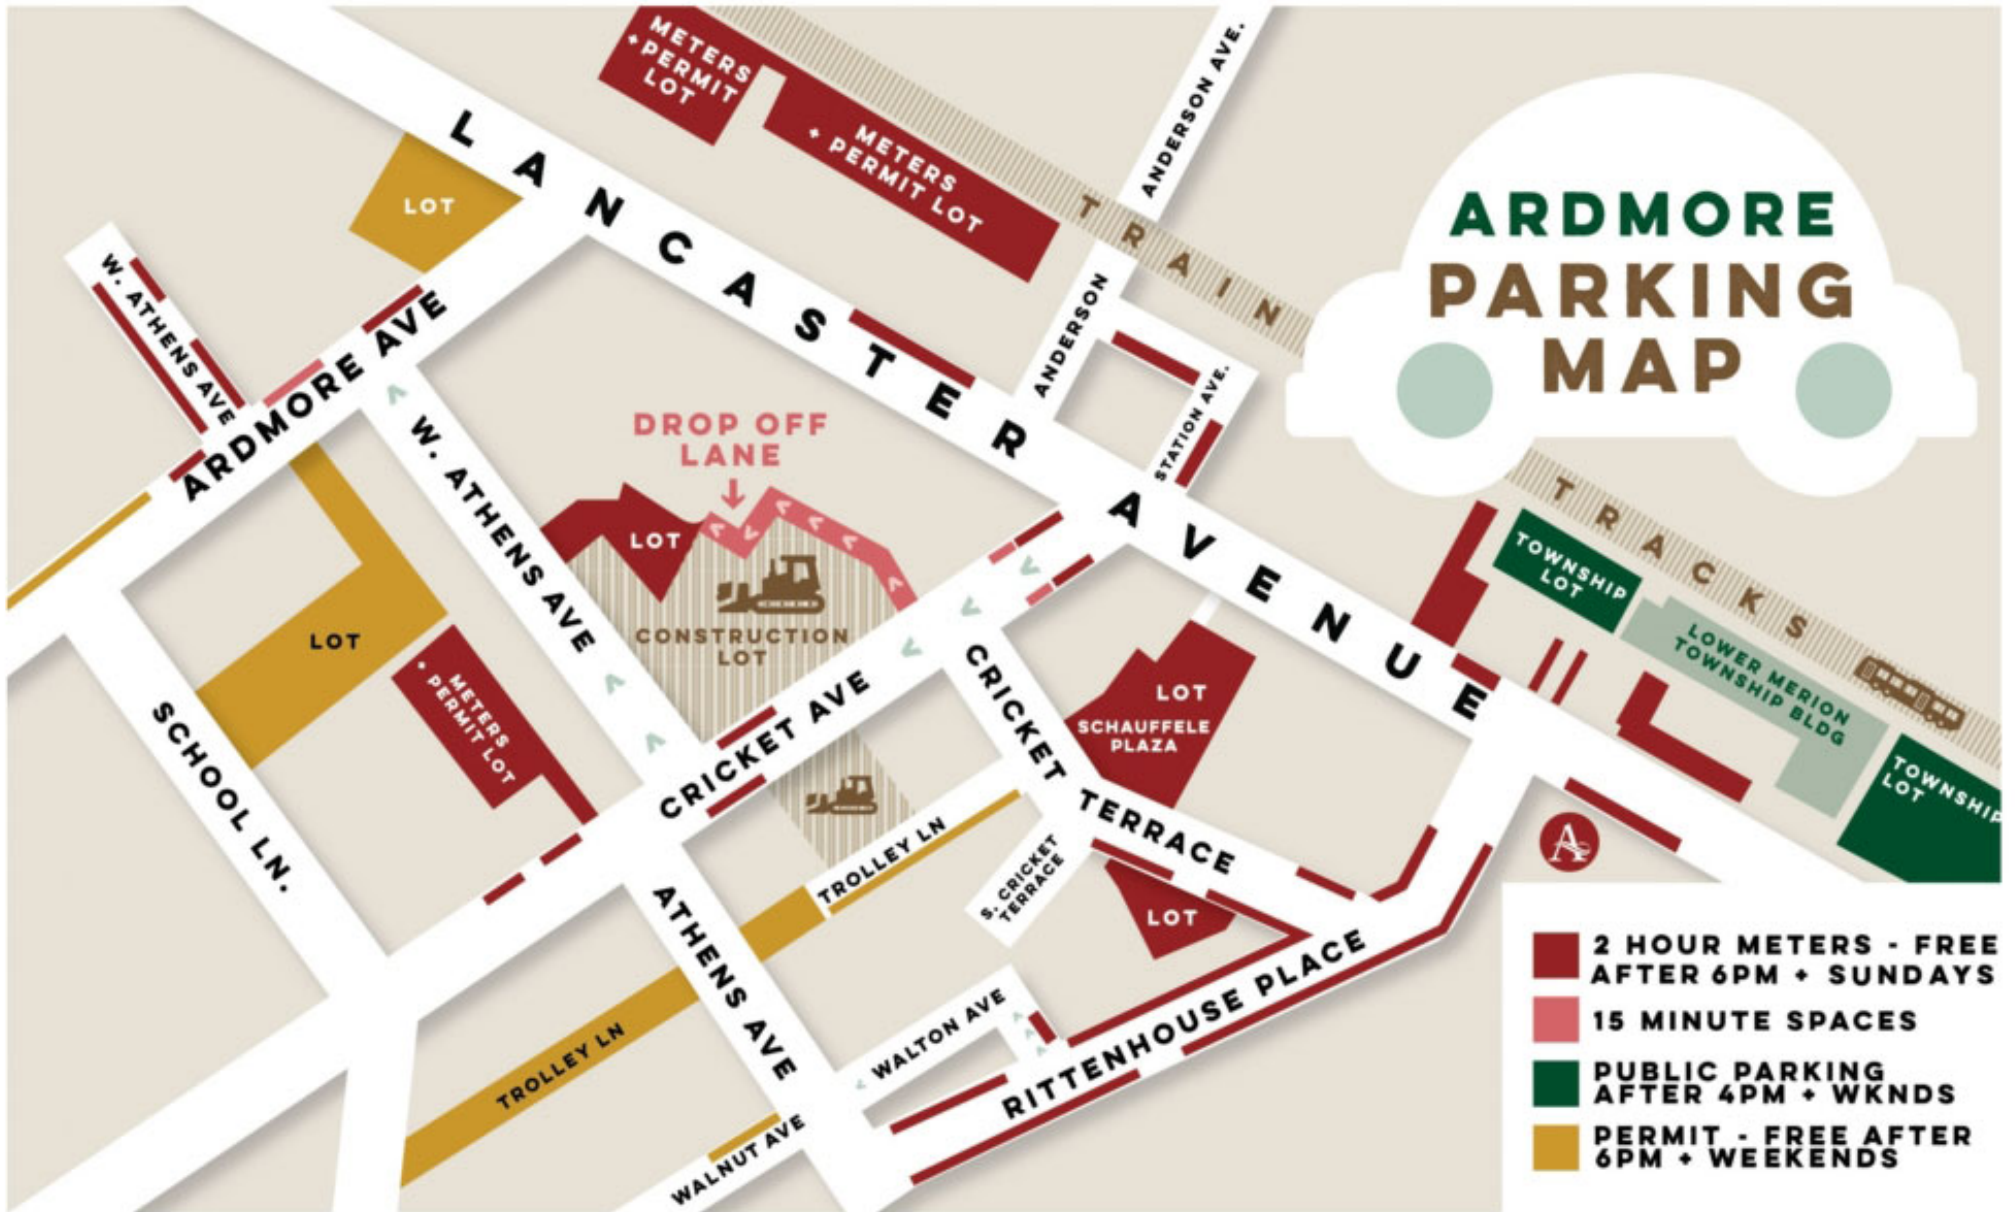 METERS
+ PERMIT
LOT
METERS
+ PERMIT LOT
ANDERSON AVE.
LANCASTER AVENUE
LOT
TRAIN
ARDMORE
PARKING
MAP
W. ATHENS AVE
ARDMORE AVE
ANDERSON
STATION AVE.
DROP OFF
LANE
W. ATHENS AVE
LOT
TRACKS
TOWNSHIP
LOT
CONSTRUCTION
LOT
LOT
LOWER MERION
TOWNSHIP BLDG
METERS
+ PERMIT LOT
CRICKET AVE
CRICKET TERRACE
LOT
SCHAUFFELE
PLAZA
TOWNSHIP
LOT
SCHOOL LN.
TROLLEY LN
S. CRICKET
TERRACE
LOT
A
ATHENS AVE
TROLLEY LN
WALTON AVE
RITTENHOUSE PLACE
WALNUT AVE
2 HOUR METERS - FREE
AFTER 6PM + SUNDAYS
15 MINUTE SPACES
PUBLIC PARKING
AFTER 4PM + WKNDS
PERMIT - FREE AFTER
6PM + WEEKENDS